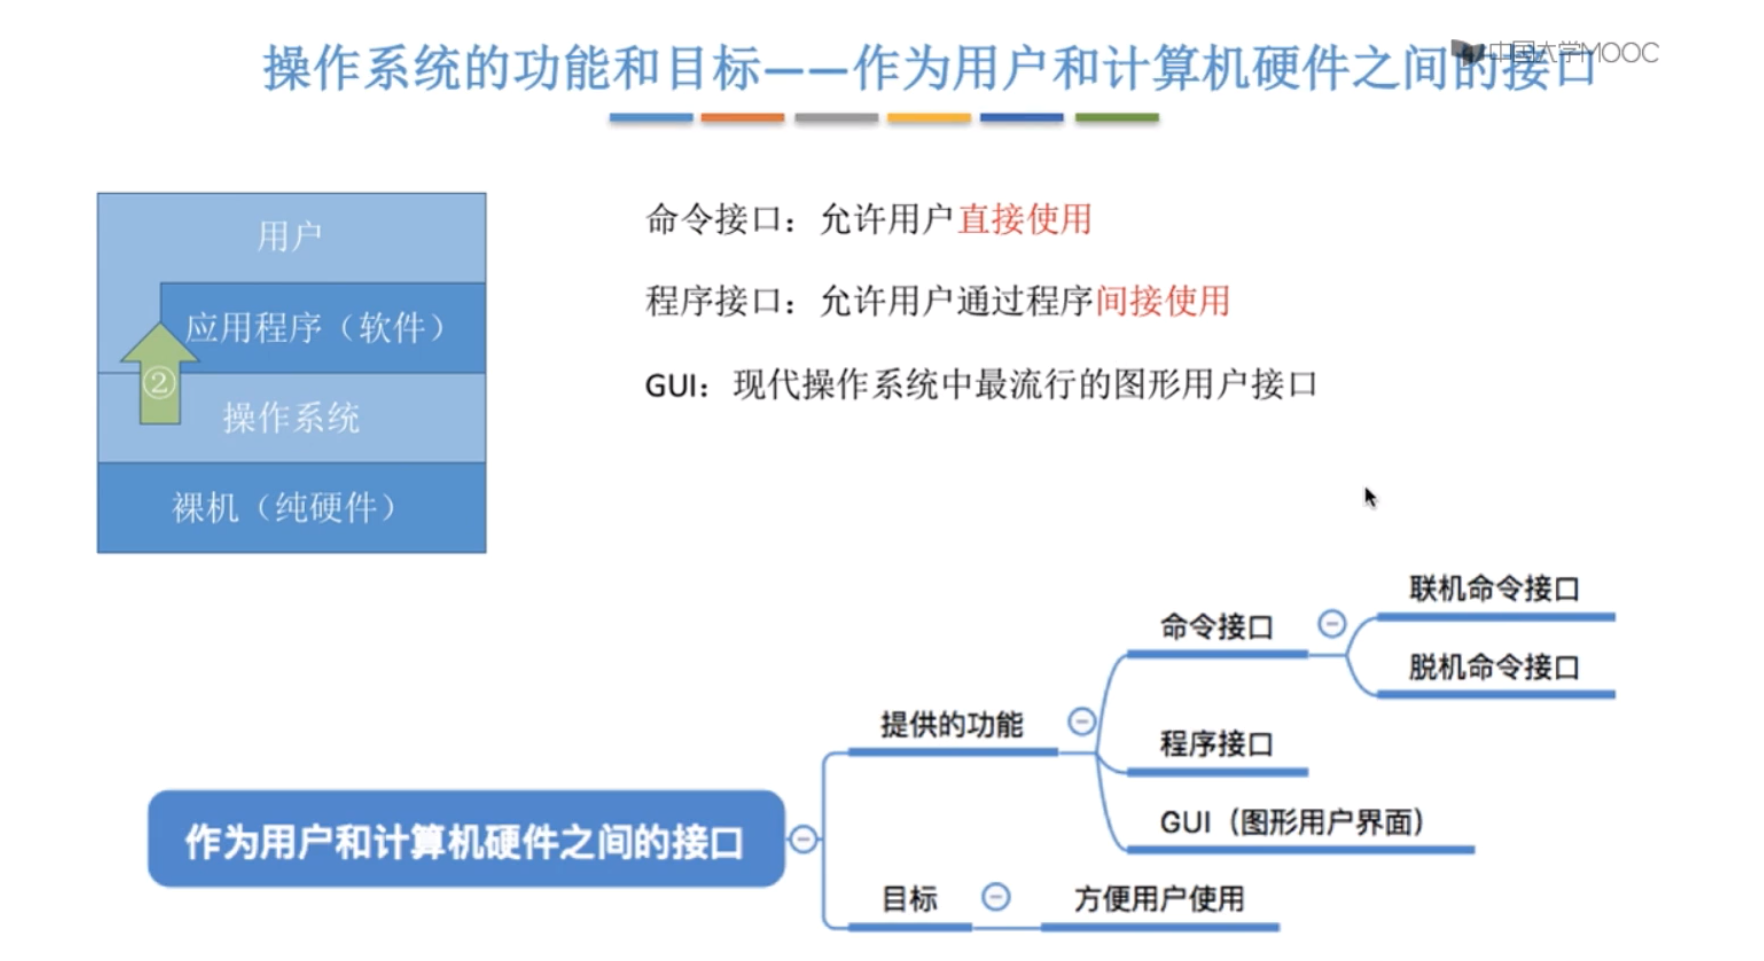 操作系统的功能和目标——作为用户和计算机硬件之间的接口
中国大学MOOC
用户
应用程序（软件）
②
操作系统
裸机（纯硬件）
命令接口：允许用户直接使用
程序接口：允许用户通过程序间接使用
GUI：现代操作系统中最流行的图形用户接口
联机命令接口
命令接口
脱机命令接口
提供的功能
程序接口
GUI（图形用户界面）
作为用户和计算机硬件之间的接口
目标
方便用户使用